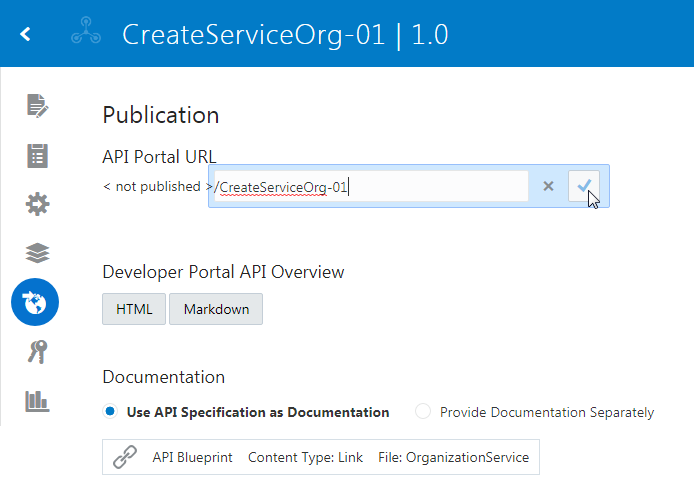 CreateServiceOrg-01 | 1.0
Publication
API Portal URL
< not published >/CreateServiceOrg-01
Developer Portal API Overview
HTML Markdown
Documentation
Use API Specification as Documentation Provide Documentation Separately
API Blueprint Content Type: Link File: OrganizationService